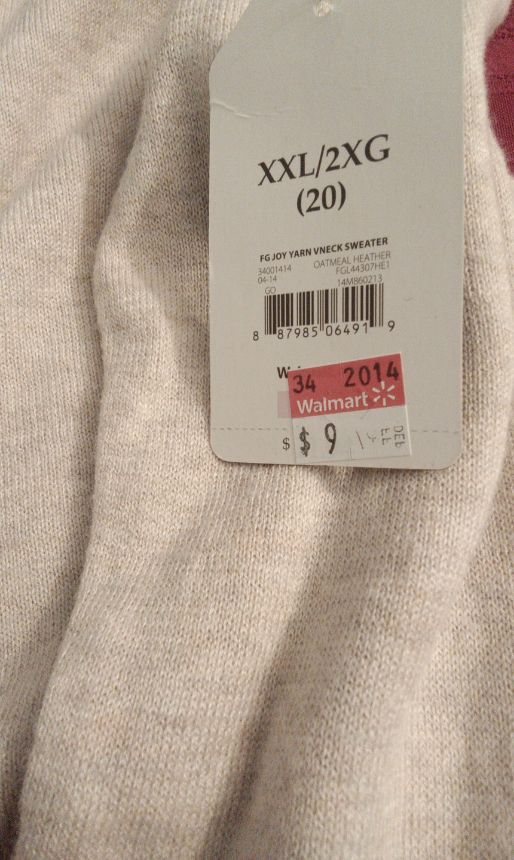 XXL/2XG
(20)
FG JOY YARN VNECK SWEATER
34001414 OATMEAL HEATHER
04-14 FGL44307HE1
GO 14M860213
8 87985 06491 9
34 2014
Walmart
$ $ 9